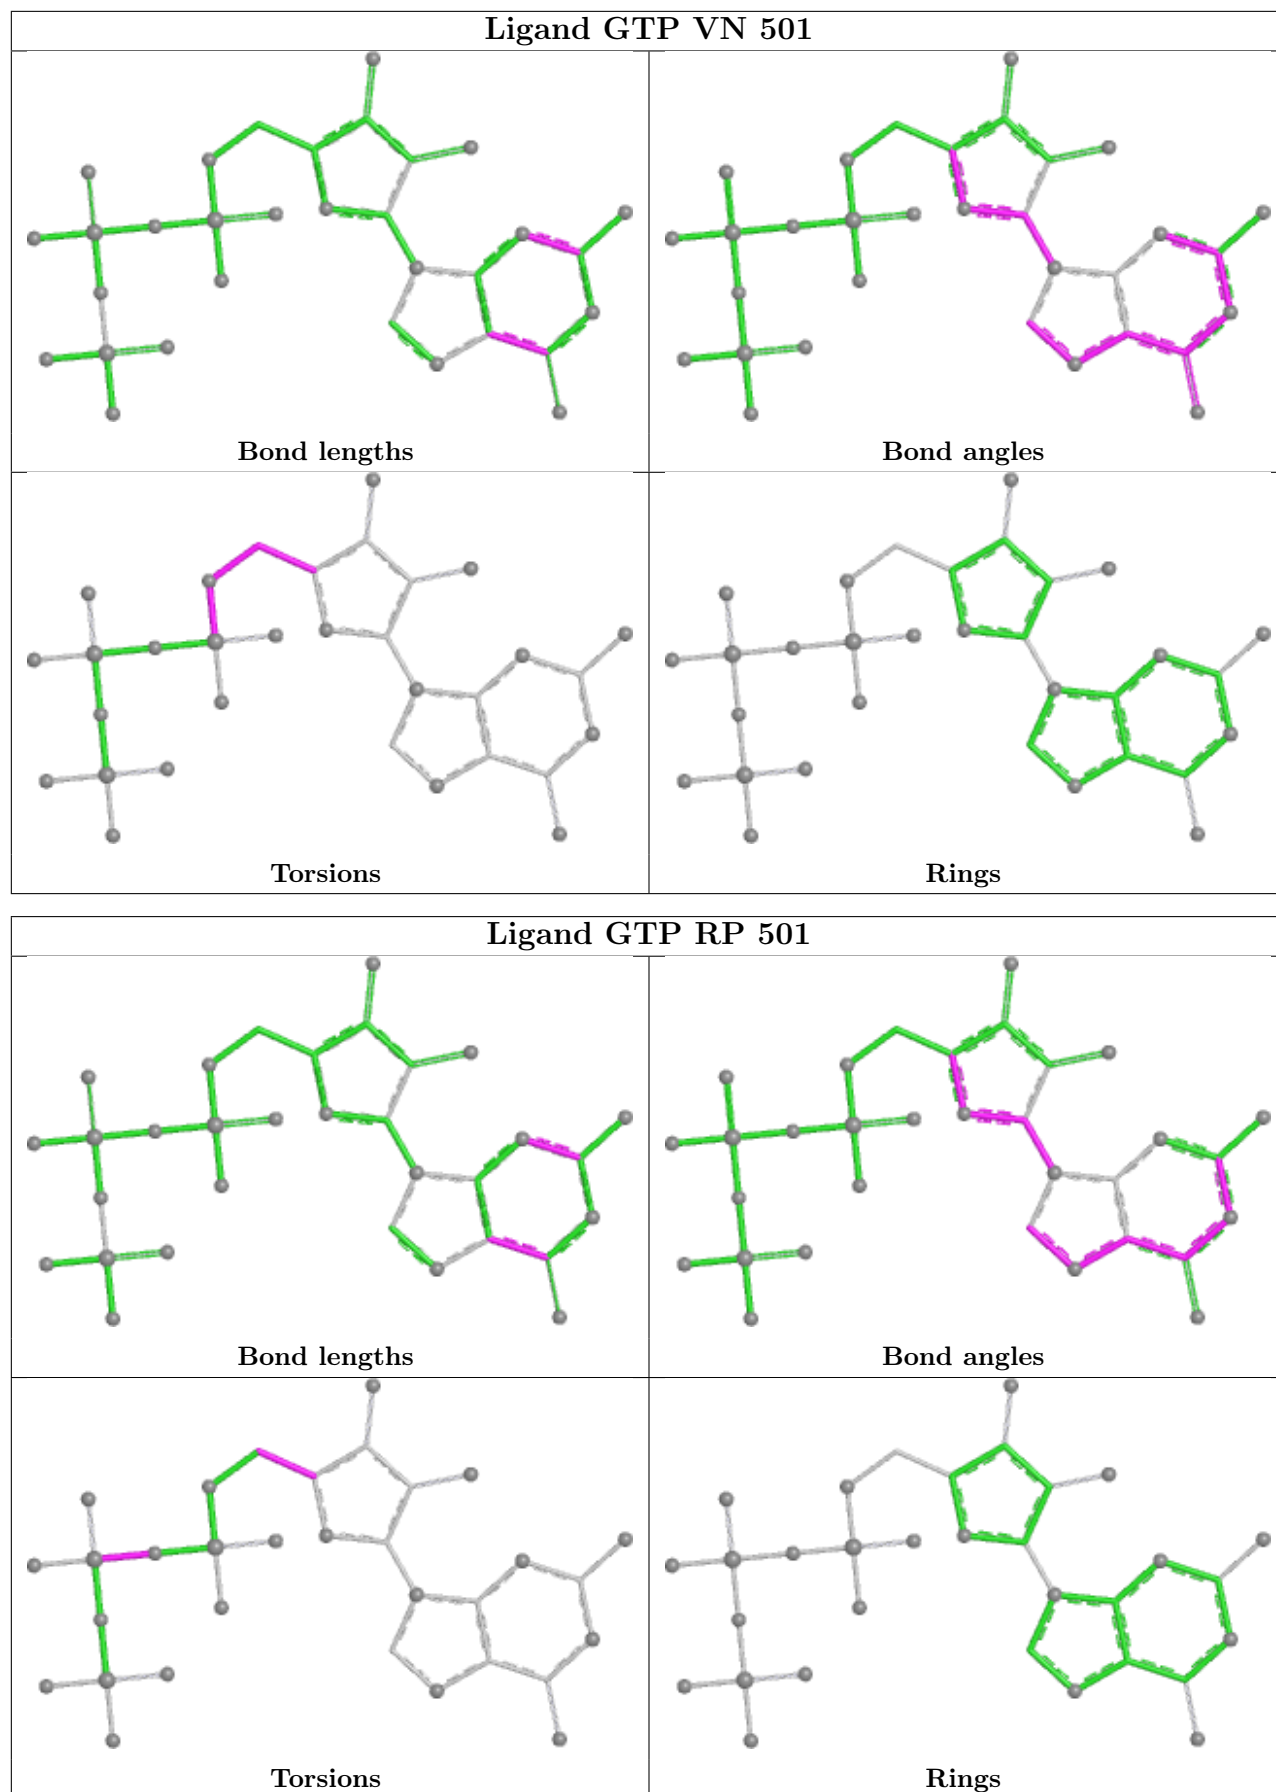 Ligand GTP VN 501
Bond lengths
Bond angles
Torsions
Rings
Ligand GTP RP 501
Bond lengths
Bond angles
Torsions
Rings